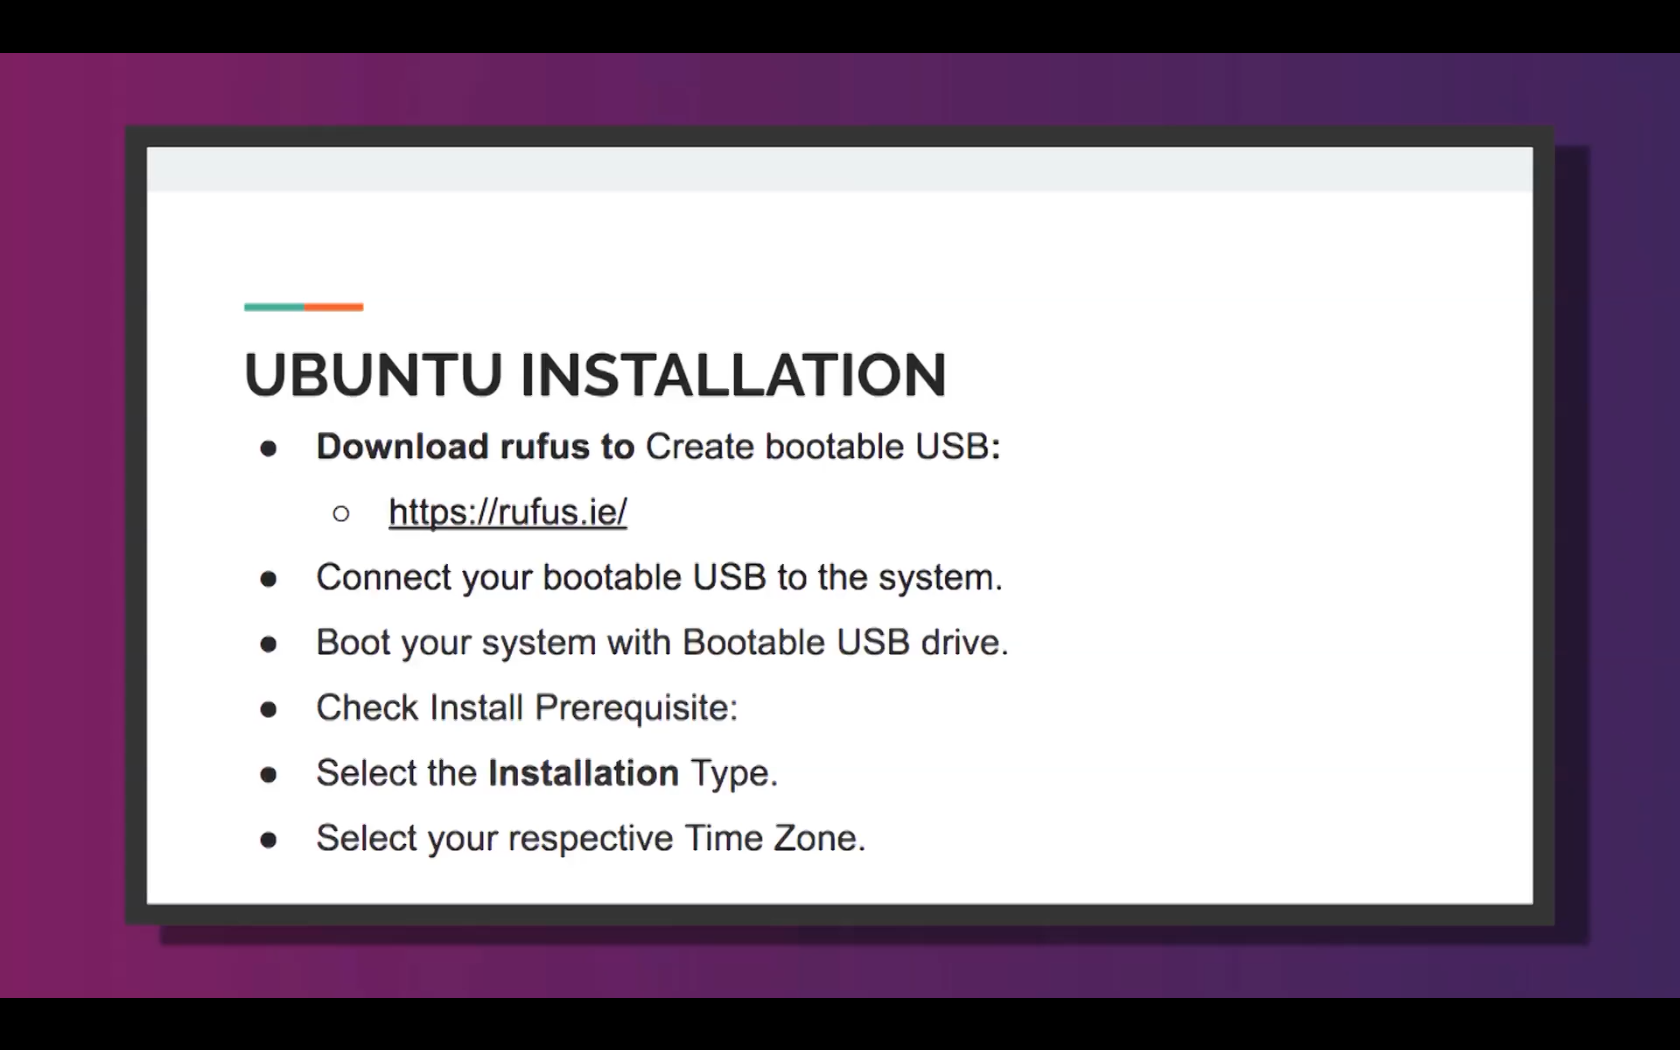 UBUNTU INSTALLATION
● Download rufus to Create bootable USB:
○ https://rufus.ie/
● Connect your bootable USB to the system.
● Boot your system with Bootable USB drive.
● Check Install Prerequisite:
● Select the Installation Type.
● Select your respective Time Zone.